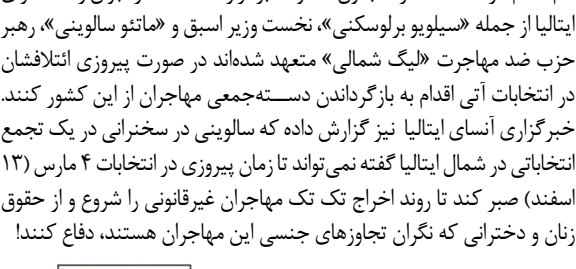 ایتالیا از جمله «سیلویو برلوسکنی»، نخست وزیر اسبق و «ماتئو سالوینی»، رهبر
حزب ضد مهاجرت «لیگ شمالی» متعهد شده‌اند در صورت پیروزی ائتلافشان
در انتخابات آتی اقدام به بازگرداندن دســـته‌جمعی مهاجران از این کشور کنند.
خبرگزاری آنسای ایتالیا نیز گزارش داده که سالوینی در سخنرانی در یک تجمع
انتخاباتی در شمال ایتالیا گفته نمی‌تواند تا زمان پیروزی در انتخابات ۴ مارس (۱۳
اسفند) صبر کند تا روند اخراج تک تک مهاجران غیرقانونی را شروع و از حقوق
زنان و دخترانی که نگران تجاوزهای جنسی این مهاجران هستند، دفاع کنند!